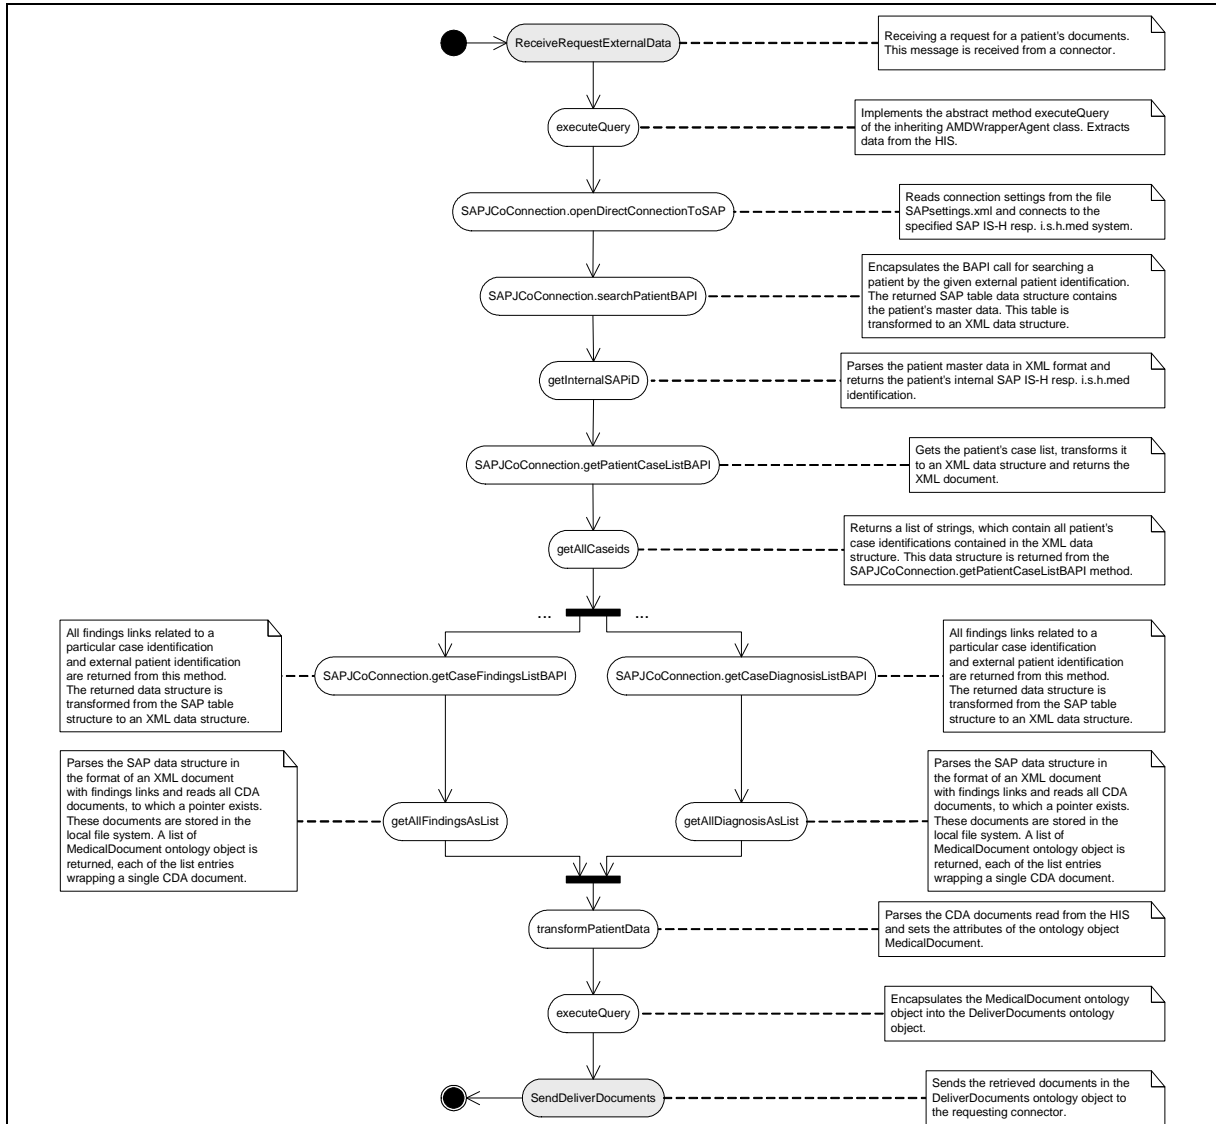 ReceiveRequestExternalData
Receiving a request for a patient's documents.
This message is received from a connector.
executeQuery
Implements the abstract method executeQuery
of the inheriting AMDWrapperAgent class. Extracts
data from the HIS.
SAPJCoConnection.openDirectConnectionToSAP
Reads connection settings from the file
SAPsettings.xml and connects to the
specified SAP IS-H resp. i.s.h.med system.
SAPJCoConnection.searchPatientBAPI
Encapsulates the BAPI call for searching a
patient by the given external patient identification.
The returned SAP table data structure contains
the patient's master data. This table is
transformed to an XML data structure.
getInternalSAPiD
Parses the patient master data in XML format and
returns the patient's internal SAP IS-H resp. i.s.h.med
identification.
SAPJCoConnection.getPatientCaseListBAPI
Gets the patient's case list, transforms it
to an XML data structure and returns the
XML document.
getAllCaseids
Returns a list of strings, which contain all patient's
case identifications contained in the XML data
structure. This data structure is returned from the
SAPJCoConnection.getPatientCaseListBAPI method.
... ...
All findings links related to a
particular case identification
and external patient identification
are returned from this method.
The returned data structure is
transformed from the SAP table
structure to an XML data structure.
SAPJCoConnection.getCaseFindingsListBAPI
SAPJCoConnection.getCaseDiagnosisListBAPI
All findings links related to a
particular case identification
and external patient identification
are returned from this method.
The returned data structure is
transformed from the SAP table
structure to an XML data structure.
Parses the SAP data structure in
the format of an XML document
with findings links and reads all CDA
documents, to which a pointer exists.
These documents are stored in the
local file system. A list of
MedicalDocument ontology object is
returned, each of the list entries
wrapping a single CDA document.
getAllFindingsAsList
getAllDiagnosisAsList
Parses the SAP data structure in
the format of an XML document
with findings links and reads all CDA
documents, to which a pointer exists.
These documents are stored in the
local file system. A list of
MedicalDocument ontology object is
returned, each of the list entries
wrapping a single CDA document.
transformPatientData
Parses the CDA documents read from the HIS
and sets the attributes of the ontology object
MedicalDocument.
executeQuery
Encapsulates the MedicalDocument ontology
object into the DeliverDocuments ontology
object.
SendDeliverDocuments
Sends the retrieved documents in the
DeliverDocuments ontology object to
the requesting connector.